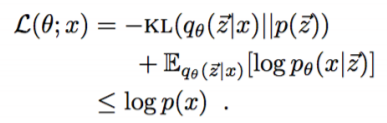 ℒ(θ; x) = −KL(q_θ(z⃗|x)||p(z⃗))
+ 𝔼_{q_θ(z⃗|x)}[log p_θ(x|z⃗)]
≤ log p(x) .